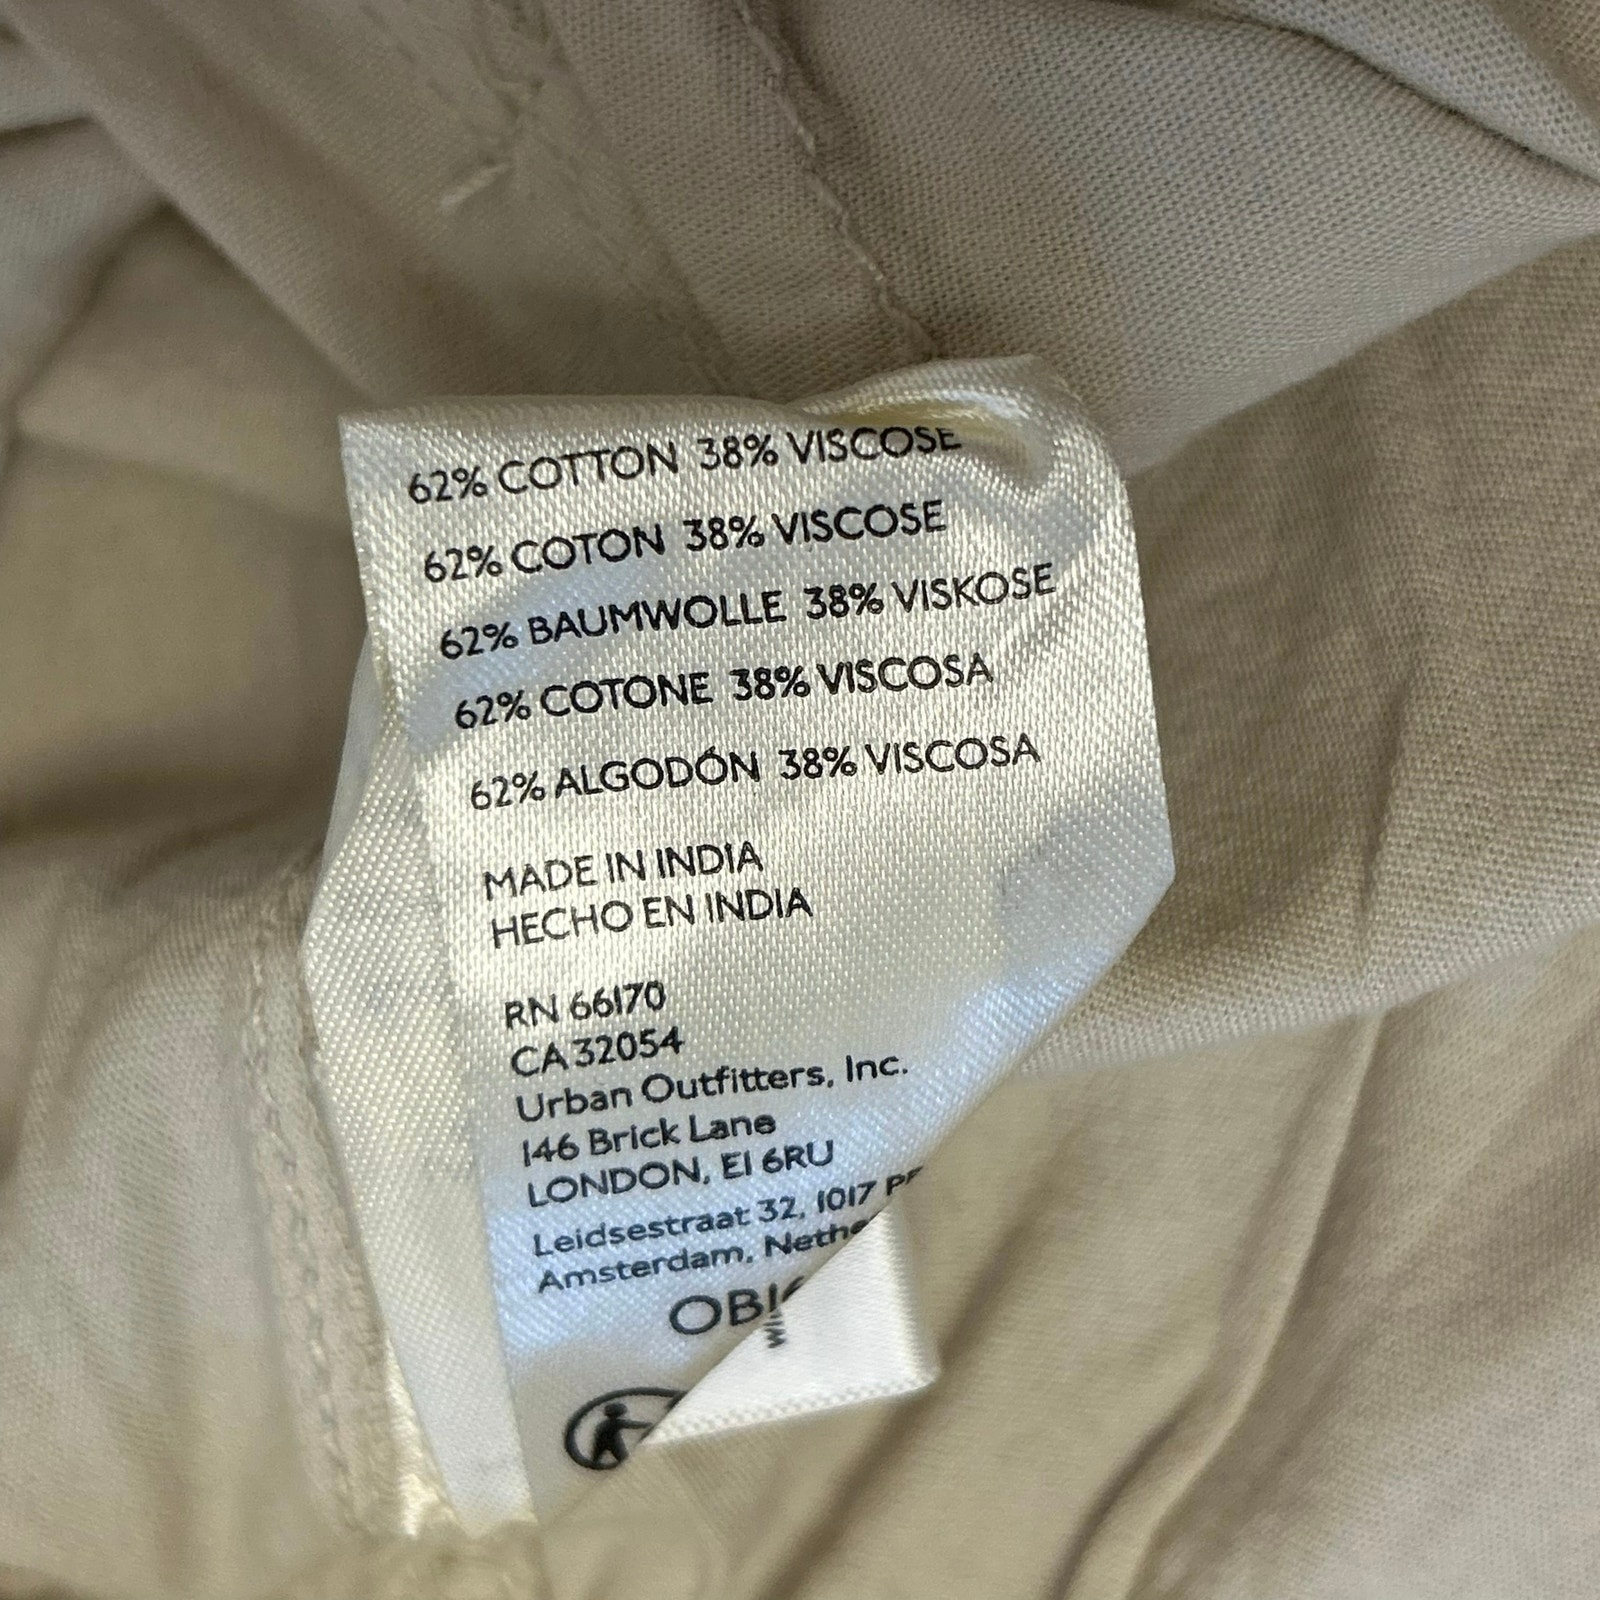 62% COTTON 38% VISCOSE
62% COTON 38% VISCOSE
62% BAUMWOLLE 38% VISKOSE
62% COTONE 38% VISCOSA
62% ALGODÓN 38% VISCOSA
MADE IN INDIA
HECHO EN INDIA
RN 66170
CA 32054
Urban Outfitters, Inc.
146 Brick Lane
LONDON, E1 6RU
Leidsestraat 32, 1017
Amsterdam,